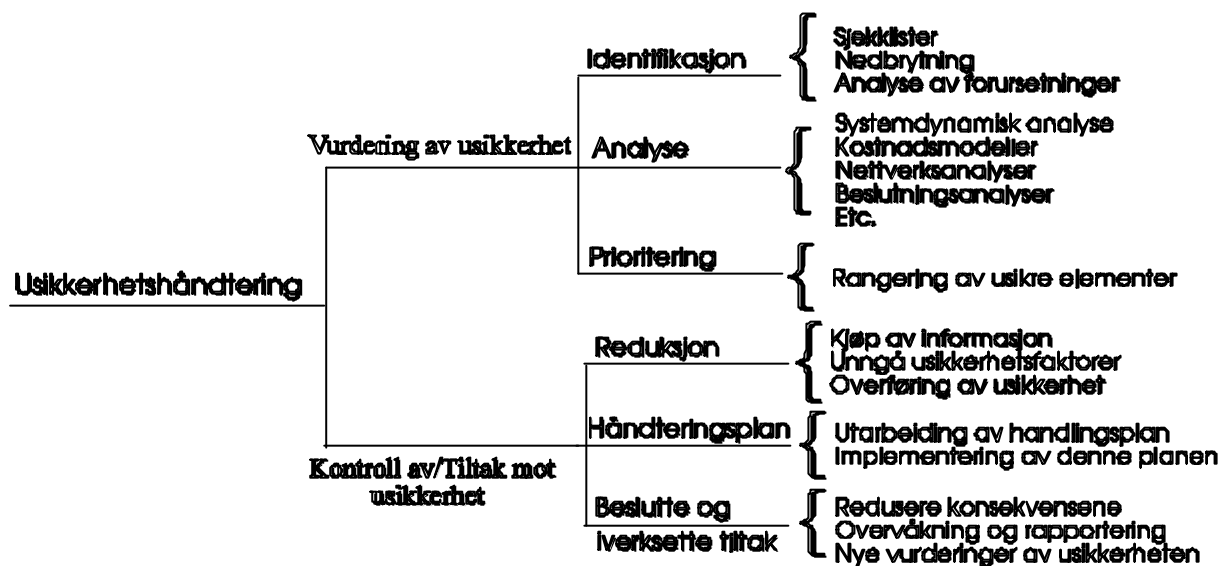 Usikkerhetshåndtering
Vurdering av usikkerhet
Identifikasjon
Sjekklister
Nedbrytning
Analyse av forursetninger
Analyse
Systemdynamisk analyse
Kostnadsmodeller
Nettverksanalyser
Beslutningsanalyser
Etc.
Prioritering
Rangering av usikre elementer
Kontroll av/Tiltak mot
usikkerhet
Reduksjon
Kjøp av informasjon
Unngå usikkerhetsfaktorer
Overføring av usikkerhet
Håndteringsplan
Utarbeiding av handlingsplan
Implementering av denne planen
Beslutte og
iverksette tiltak
Redusere konsekvensene
Overvåkning og rapportering
Nye vurderinger av usikkerheten